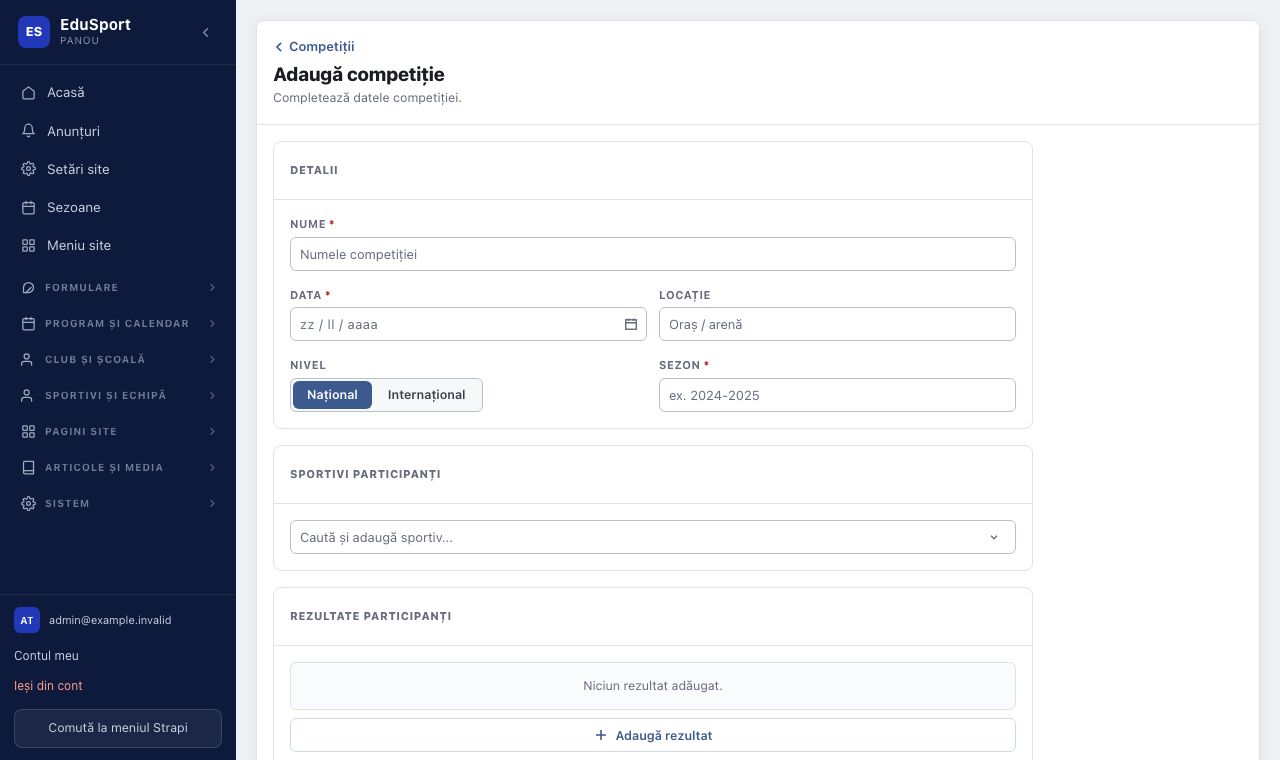 ES
EduSport
PANOU
Acasă
Anunțuri
Setări site
Sezoane
Meniu site
FORMULARE
PROGRAM ȘI CALENDAR
CLUB ȘI ȘCOALĂ
SPORTIVI ȘI ECHIPĂ
PAGINI SITE
ARTICOLE ȘI MEDIA
SISTEM
AT
admin@example.invalid
Contul meu
Ieși din cont
Comută la meniul Strapi
Competiții
Adaugă competiție
Completează datele competiției.
DETALII
NUME *
Numele competiției
DATA * LOCAȚIE
zz / ll / aaaa Oraș / arenă
NIVEL SEZON *
Național Internațional ex. 2024-2025
SPORTIVI PARTICIPANȚI
Caută și adaugă sportiv...
REZULTATE PARTICIPANȚI
Niciun rezultat adăugat.
+ Adaugă rezultat